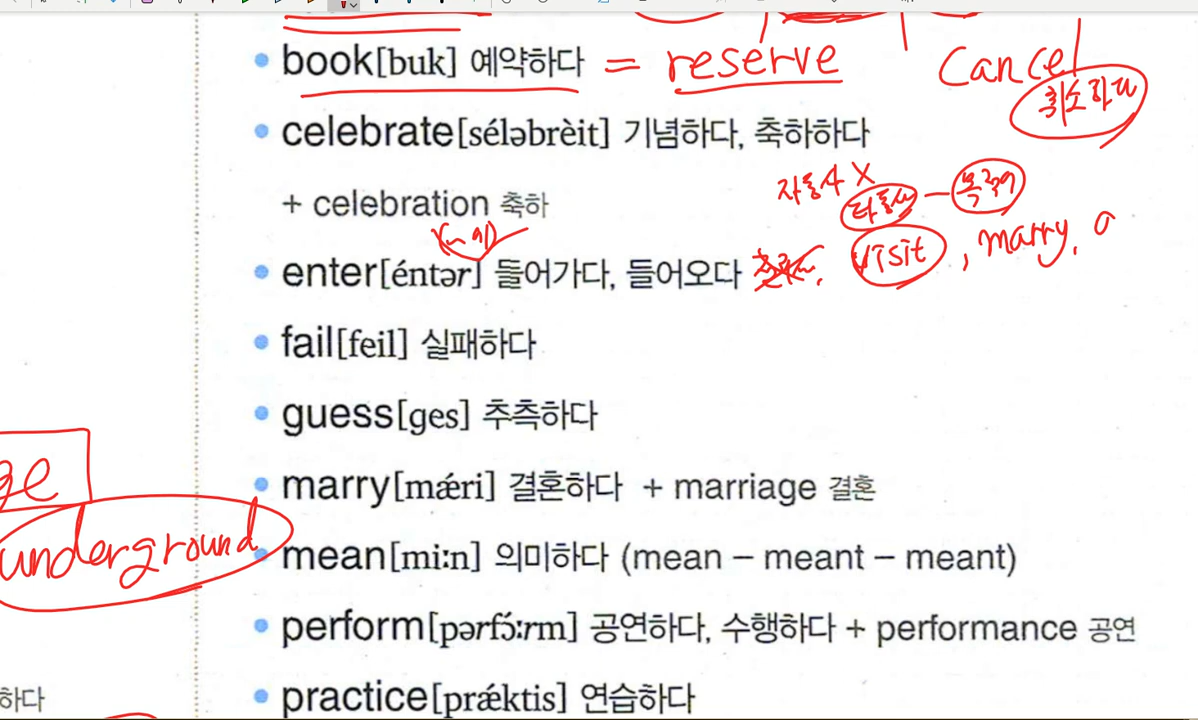 book[buk] 예약하다 = reserve cancel
취소하다
celebrate[séləbrèit] 기념하다, 축하하다
자동사 X
+ celebration 축하 타동사 - 목적어
enter[éntər] 들어가다, 들어오다 visit, marry, a
fail[feil] 실패하다
guess[ges] 추측하다
ge
marry[mǽri] 결혼하다 + marriage 결혼
underground
mean[miːn] 의미하다 (mean – meant – meant)
perform[pərfɔ́ːrm] 공연하다, 수행하다 + performance 공연
하다
practice[prǽktis] 연습하다